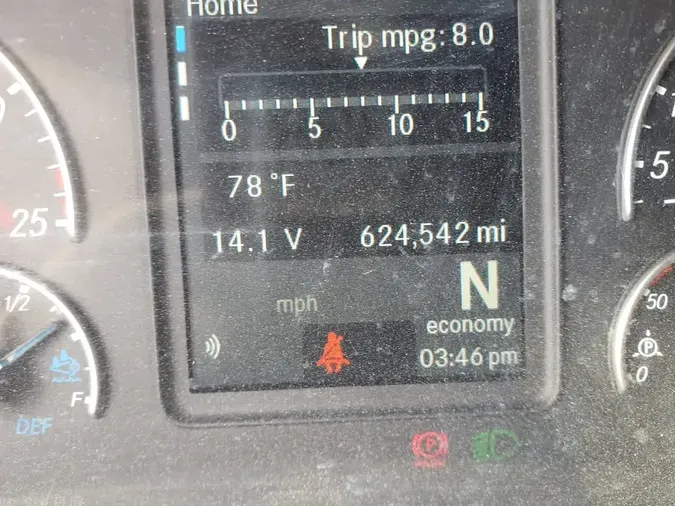 Home
Trip mpg: 8.0
0 5 10 15
78 °F
14.1 V 624,542 mi
N
mph
economy
03:46 pm
25
1/2
F
DEF
5
50
P
0
P
PARK